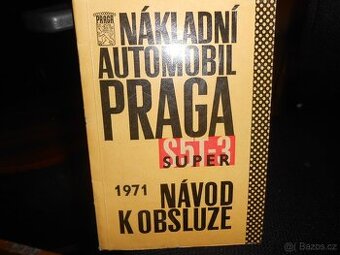 PRAGA
NÁKLADNÍ
AUTOMOBIL
PRAGA
S5T-3
SUPER
1971 NÁVOD
K OBSLUZE
© Bazos.cz